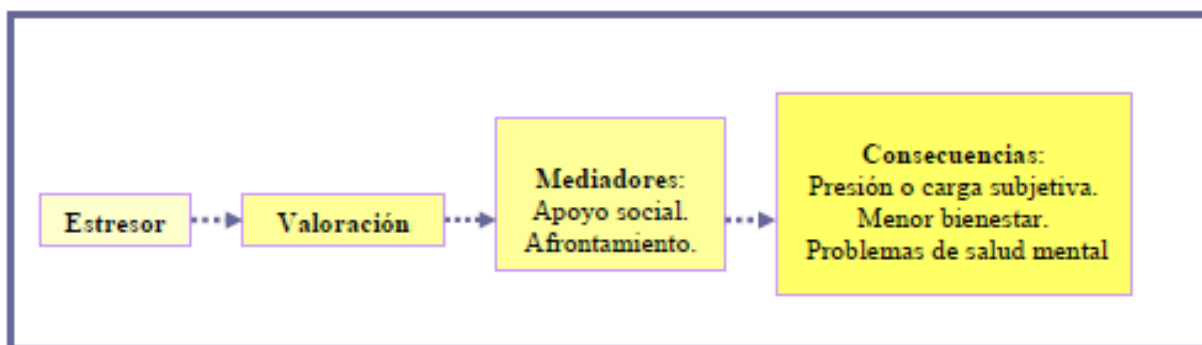 Estresor
Valoración
Mediadores:
Apoyo social.
Afrontamiento.
Consecuencias:
Presión o carga subjetiva.
Menor bienestar.
Problemas de salud mental